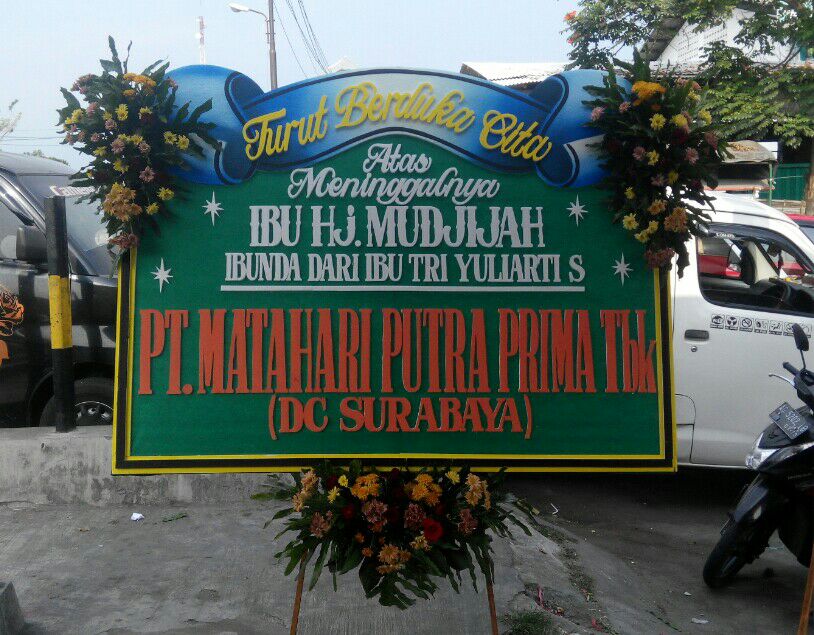 Turut Berduka Cita
Atas
Meninggalnya
IBU Hj. MUDJIJAH
IBUNDA DARI IBU TRI YULIARTI S
PT. MATAHARI PUTRA PRIMA Tbk
(DC SURABAYA)